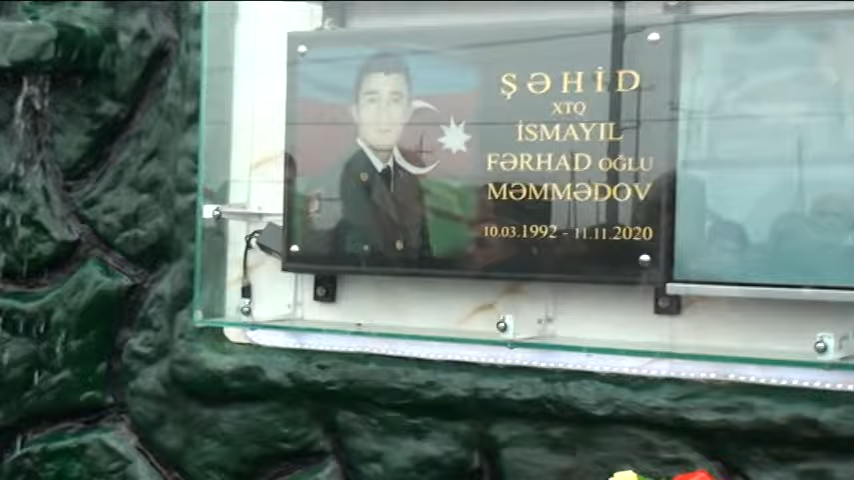 ŞƏHİD
XTQ
İSMAYIL
FƏRHAD OĞLU
MƏMMƏDOV
10.03.1992 - 11.11.2020